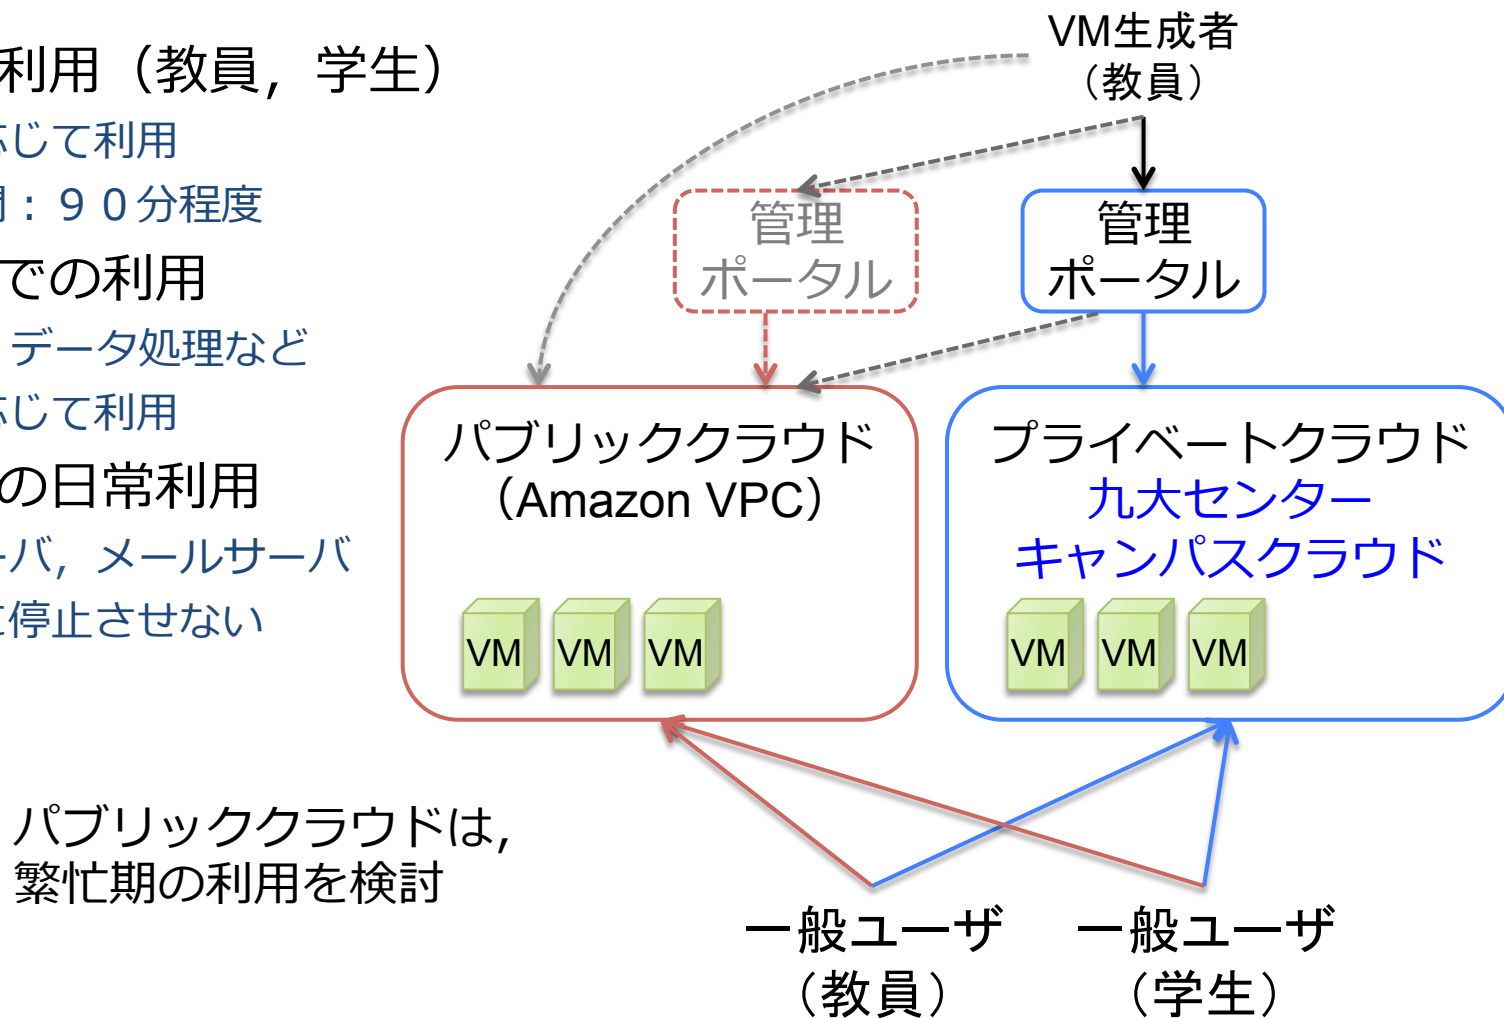 利用（教員，学生）
応じて利用
間：９０分程度
での利用
データ処理など
応じて利用
の日常利用
ーバ，メールサーバ
に停止させない
パブリッククラウドは，
繁忙期の利用を検討
VM生成者
（教員）
管理
ポータル
管理
ポータル
パブリッククラウド
（Amazon VPC）
VM
VM
VM
プライベートクラウド
九大センター
キャンパスクラウド
VM
VM
VM
一般ユーザ
（教員）
一般ユーザ
（学生）